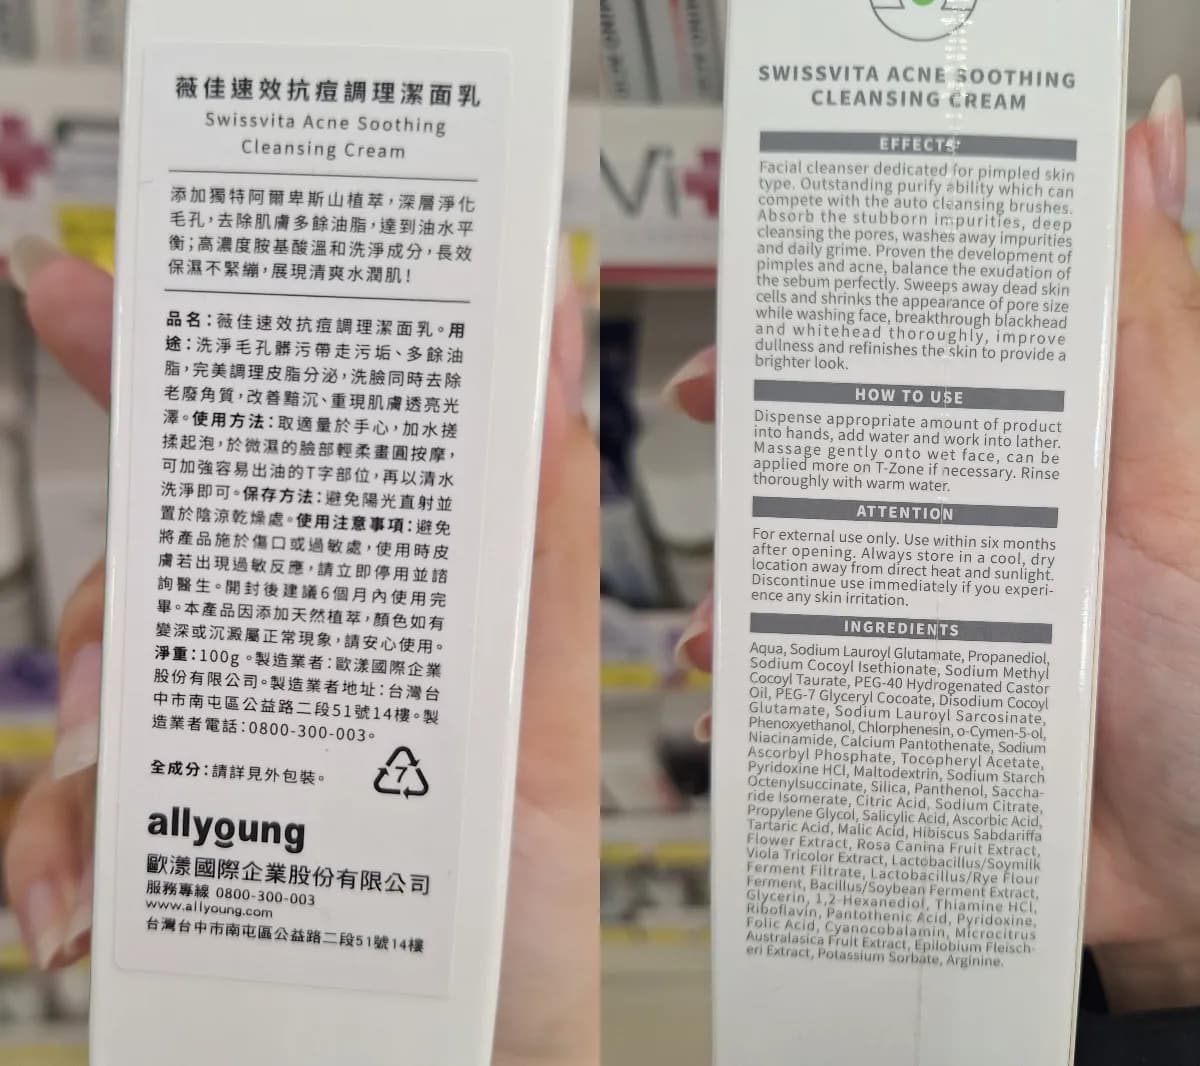 薇佳速效抗痘調理潔面乳
Swissvita Acne Soothing
Cleansing Cream
添加獨特阿爾卑斯山植萃，深層淨化
毛孔，去除肌膚多餘油脂，達到油水平
衡；高濃度胺基酸溫和洗淨成分，長效
保濕不緊繃，展現清爽水潤肌！
品名：薇佳速效抗痘調理潔面乳。用
途：洗淨毛孔髒污帶走污垢、多餘油
脂，完美調理皮脂分泌，洗臉同時去除
老廢角質，改善黯沉、重現肌膚透亮光
澤。使用方法：取適量於手心，加水搓
揉起泡，於微濕的臉部輕柔畫圓按摩，
可加強容易出油的T字部位，再以清水
洗淨即可。保存方法：避免陽光直射並
置於陰涼乾燥處。使用注意事項：避免
將產品施於傷口或過敏處，使用時皮
膚若出現過敏反應，請立即停用並諮
詢醫生。開封後建議6個月內使用完
畢。本產品因添加天然植萃，顏色如有
變深或沉澱屬正常現象，請安心使用。
淨重：100g。製造業者：歐漾國際企業
股份有限公司。製造業者地址：台灣台
中市南屯區公益路二段51號14樓。製
造業者電話：0800-300-003。
全成分：請詳見外包裝。
7
allyoung
歐漾國際企業股份有限公司
服務專線 0800-300-003
www.allyoung.com
台灣台中市南屯區公益路二段51號14樓
SWISSVITA ACNE SOOTHING
CLEANSING CREAM
EFFECTS
Facial cleanser dedicated for pimpled skin
type. Outstanding purify ability which can
compete with the auto cleansing brushes.
Absorb the stubborn impurities, deep
cleansing the pores, washes away impurities
and daily grime. Proven the development of
pimples and acne, balance the exudation of
the sebum perfectly. Sweeps away dead skin
cells and shrinks the appearance of pore size
while washing face, breakthrough blackhead
and whitehead thoroughly, improve
dullness and refinishes the skin to provide a
brighter look.
HOW TO USE
Dispense appropriate amount of product
into hands, add water and work into lather.
Massage gently onto wet face, can be
applied more on T-Zone if necessary. Rinse
thoroughly with warm water.
ATTENTION
For external use only. Use within six months
after opening. Always store in a cool, dry
location away from direct heat and sunlight.
Discontinue use immediately if you experi-
ence any skin irritation.
INGREDIENTS
Aqua, Sodium Lauroyl Glutamate, Propanediol,
Sodium Cocoyl Isethionate, Sodium Methyl
Cocoyl Taurate, PEG-40 Hydrogenated Castor
Oil, PEG-7 Glyceryl Cocoate, Disodium Cocoyl
Glutamate, Sodium Lauroyl Sarcosinate,
Phenoxyethanol, Chlorphenesin, o-Cymen-5-ol,
Niacinamide, Calcium Pantothenate, Sodium
Ascorbyl Phosphate, Tocopheryl Acetate,
Pyridoxine HCl, Maltodextrin, Sodium Starch
Octenylsuccinate, Silica, Panthenol, Saccha-
ride Isomerate, Citric Acid, Sodium Citrate,
Propylene Glycol, Salicylic Acid, Ascorbic Acid,
Tartaric Acid, Malic Acid, Hibiscus Sabdariffa
Flower Extract, Rosa Canina Fruit Extract,
Viola Tricolor Extract, Lactobacillus/Soymilk
Ferment Filtrate, Lactobacillus/Rye Flour
Ferment, Bacillus/Soybean Ferment Extract,
Glycerin, 1,2-Hexanediol, Thiamine HCl,
Riboflavin, Pantothenic Acid, Pyridoxine,
Folic Acid, Cyanocobalamin, Microcitrus
Australasica Fruit Extract, Epilobium Fleisch-
eri Extract, Potassium Sorbate, Arginine.